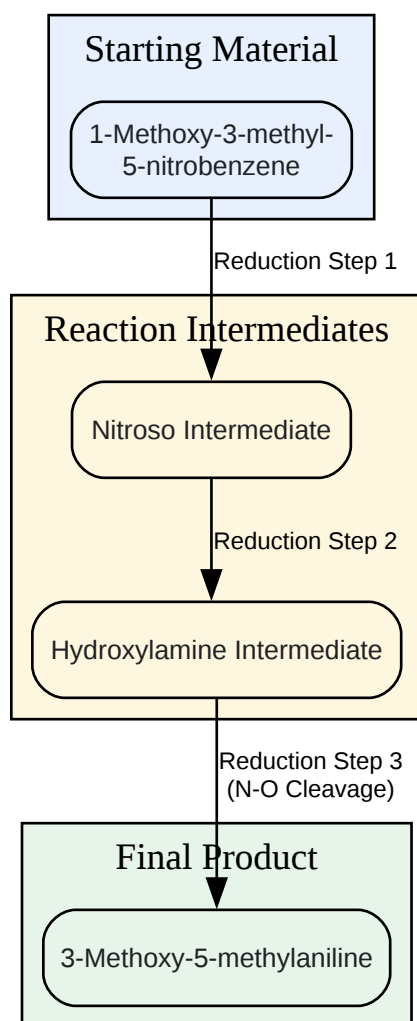 Starting Material
1-Methoxy-3-methyl-
5-nitrobenzene
Reduction Step 1
Reaction Intermediates
Nitroso Intermediate
Reduction Step 2
Hydroxylamine Intermediate
Reduction Step 3
(N-O Cleavage)
Final Product
3-Methoxy-5-methylaniline